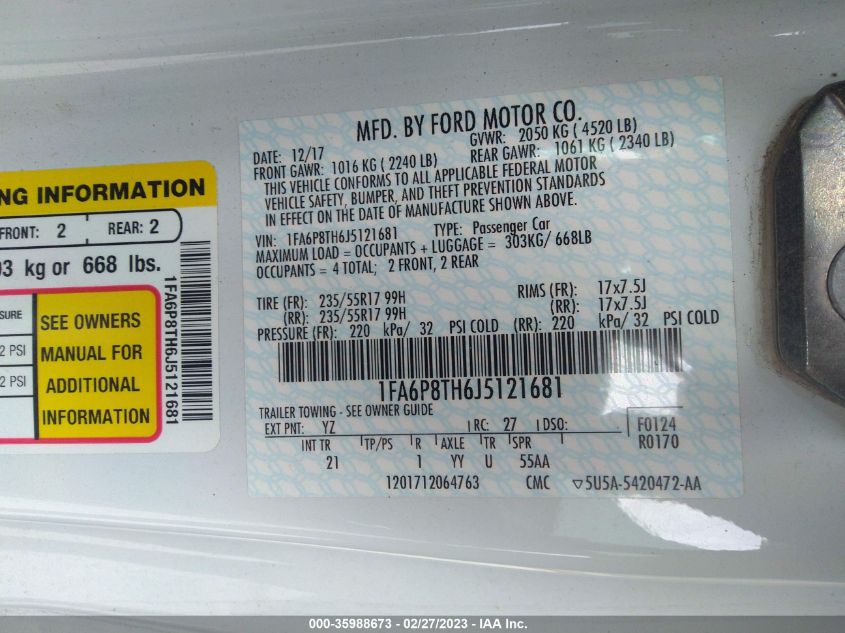 NG INFORMATION
FRONT: 2 REAR: 2
03 kg or 668 lbs.
SURE
2 PSI
2 PSI
SEE OWNERS
MANUAL FOR
ADDITIONAL
INFORMATION
1FA6P8TH6J5121681
MFD. BY FORD MOTOR CO.
DATE: 12/17 GVWR: 2050 KG ( 4520 LB)
FRONT GAWR: 1016 KG ( 2240 LB) REAR GAWR: 1061 KG ( 2340 LB)
THIS VEHICLE CONFORMS TO ALL APPLICABLE FEDERAL MOTOR
VEHICLE SAFETY, BUMPER, AND THEFT PREVENTION STANDARDS
IN EFFECT ON THE DATE OF MANUFACTURE SHOWN ABOVE.
VIN: 1FA6P8TH6J5121681 TYPE: Passenger Car
MAXIMUM LOAD = OCCUPANTS + LUGGAGE = 303KG/ 668LB
OCCUPANTS = 4 TOTAL; 2 FRONT, 2 REAR
TIRE (FR): 235/55R17 99H RIMS (FR): 17x7.5J
(RR): 235/55R17 99H (RR): 17x7.5J
PRESSURE (FR): 220 kPa/ 32 PSI COLD (RR): 220 kPa/ 32 PSI COLD
1FA6P8TH6J5121681
TRAILER TOWING - SEE OWNER GUIDE
EXT PNT: YZ RC: 27 DSO: F0124
INT TR TP/PS R AXLE TR SPR R0170
21 1 YY U 55AA
1201712064763 CMC ▽5U5A-5420472-AA
000-35988673 - 02/27/2023 - IAA Inc.